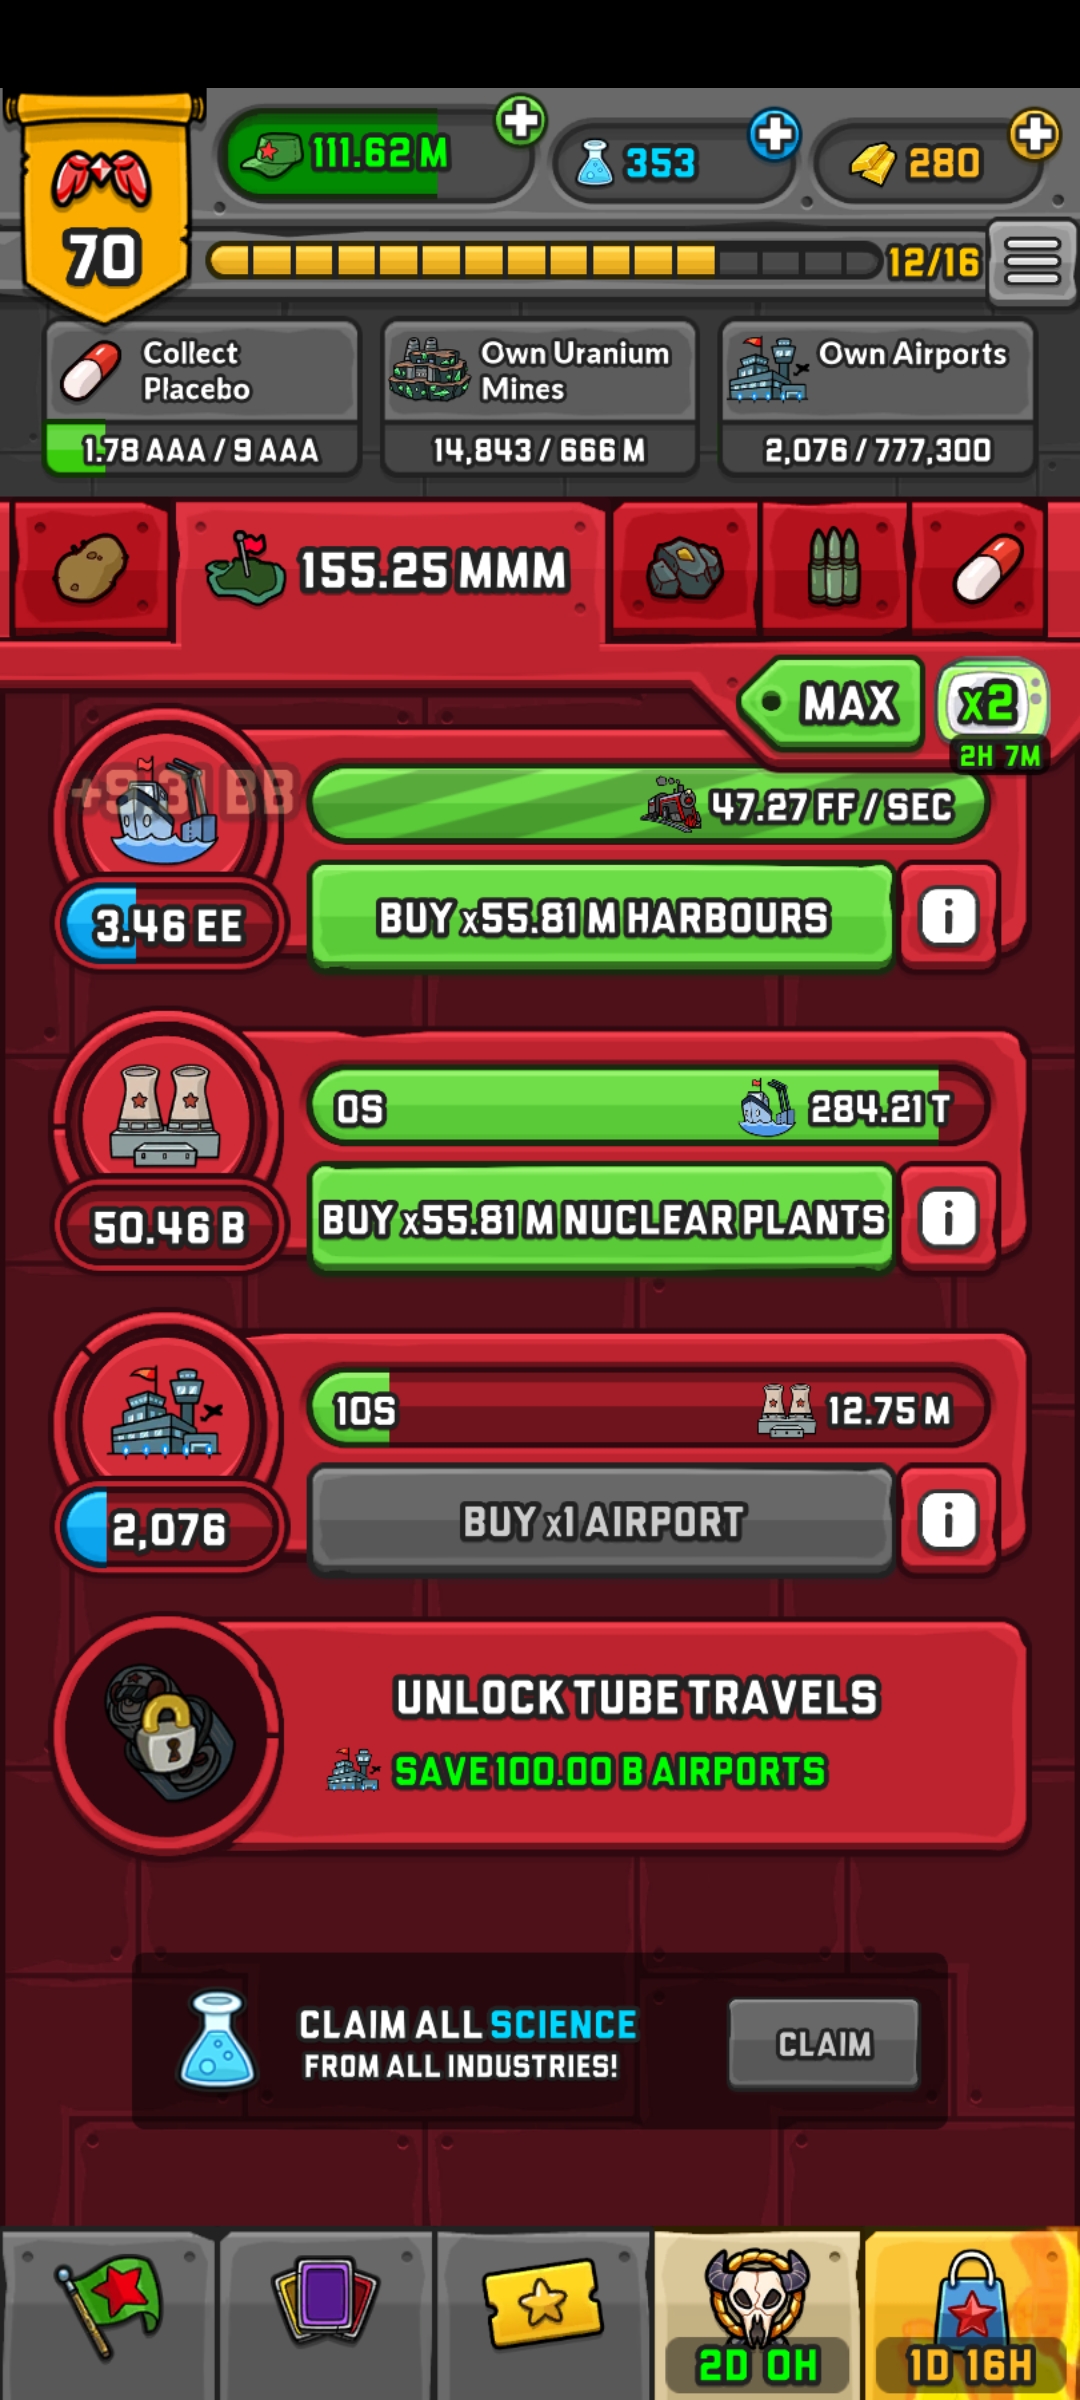 111.62 M
353
280
70
12/16
Collect
Placebo
1.78 AAA / 9 AAA
Own Uranium
Mines
14,843 / 666 M
Own Airports
2,076 / 777,300
155.25 MMM
MAX
x2
2H 7M
47.27 FF / SEC
3.46 EE
BUY x55.81 M HARBOURS
i
0S
284.21 T
50.46 B
BUY x55.81 M NUCLEAR PLANTS
i
10S
12.75 M
2,076
BUY x1 AIRPORT
i
UNLOCK TUBE TRAVELS
SAVE 100.00 B AIRPORTS
CLAIM ALL SCIENCE
FROM ALL INDUSTRIES!
CLAIM
2D 0H
1D 16H